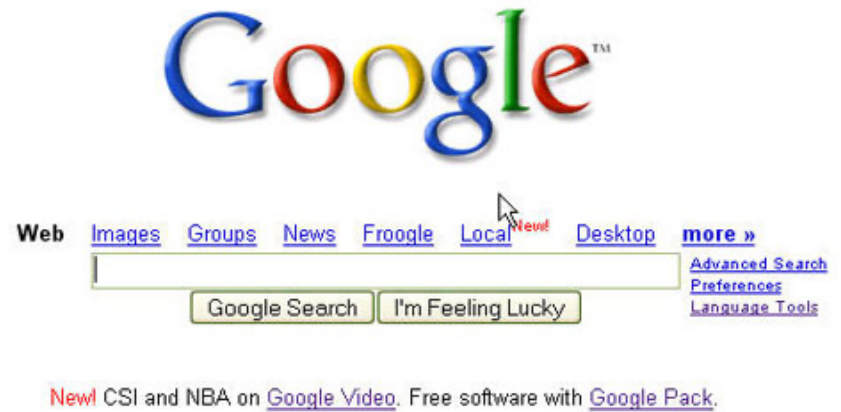 Google™
Web Images Groups News Froogle Local New! Desktop more »
Advanced Search
Preferences
Language Tools
Google Search I'm Feeling Lucky
New! CSI and NBA on Google Video. Free software with Google Pack.